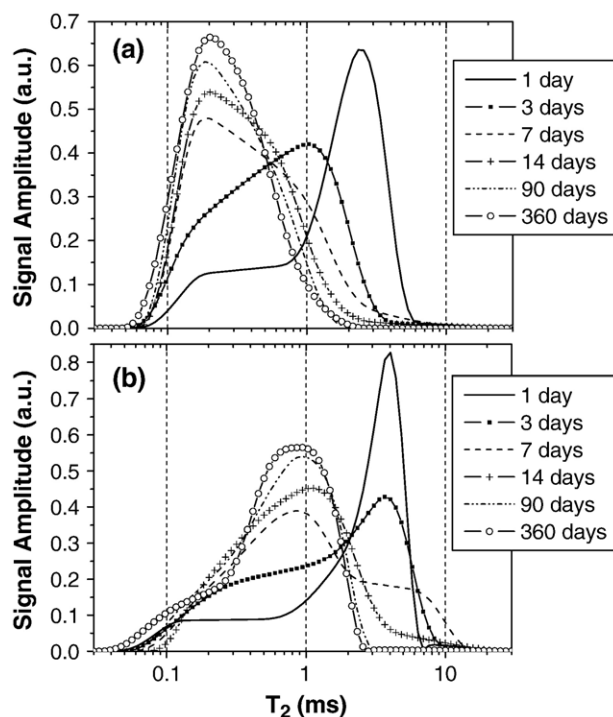 (a)
Signal Amplitude (a.u.)
0.7
0.6
0.5
0.4
0.3
0.2
0.1
0.0
1 day
3 days
7 days
14 days
90 days
360 days
(b)
Signal Amplitude (a.u.)
0.8
0.7
0.6
0.5
0.4
0.3
0.2
0.1
0.0
1 day
3 days
7 days
14 days
90 days
360 days
0.1 1 10
T₂ (ms)